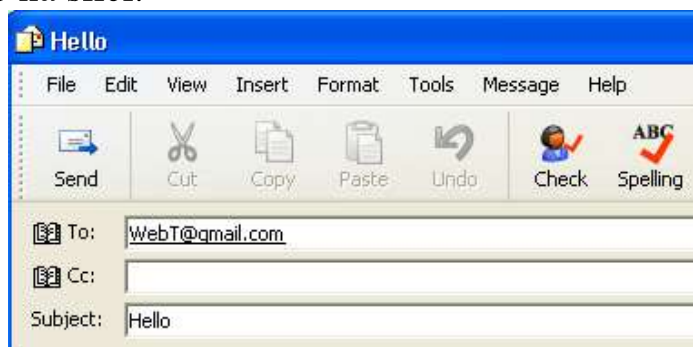 Hello
File Edit View Insert Format Tools Message Help
ABC
Send Cut Copy Paste Undo Check Spelling
To: WebT@gmail.com
Cc:
Subject: Hello